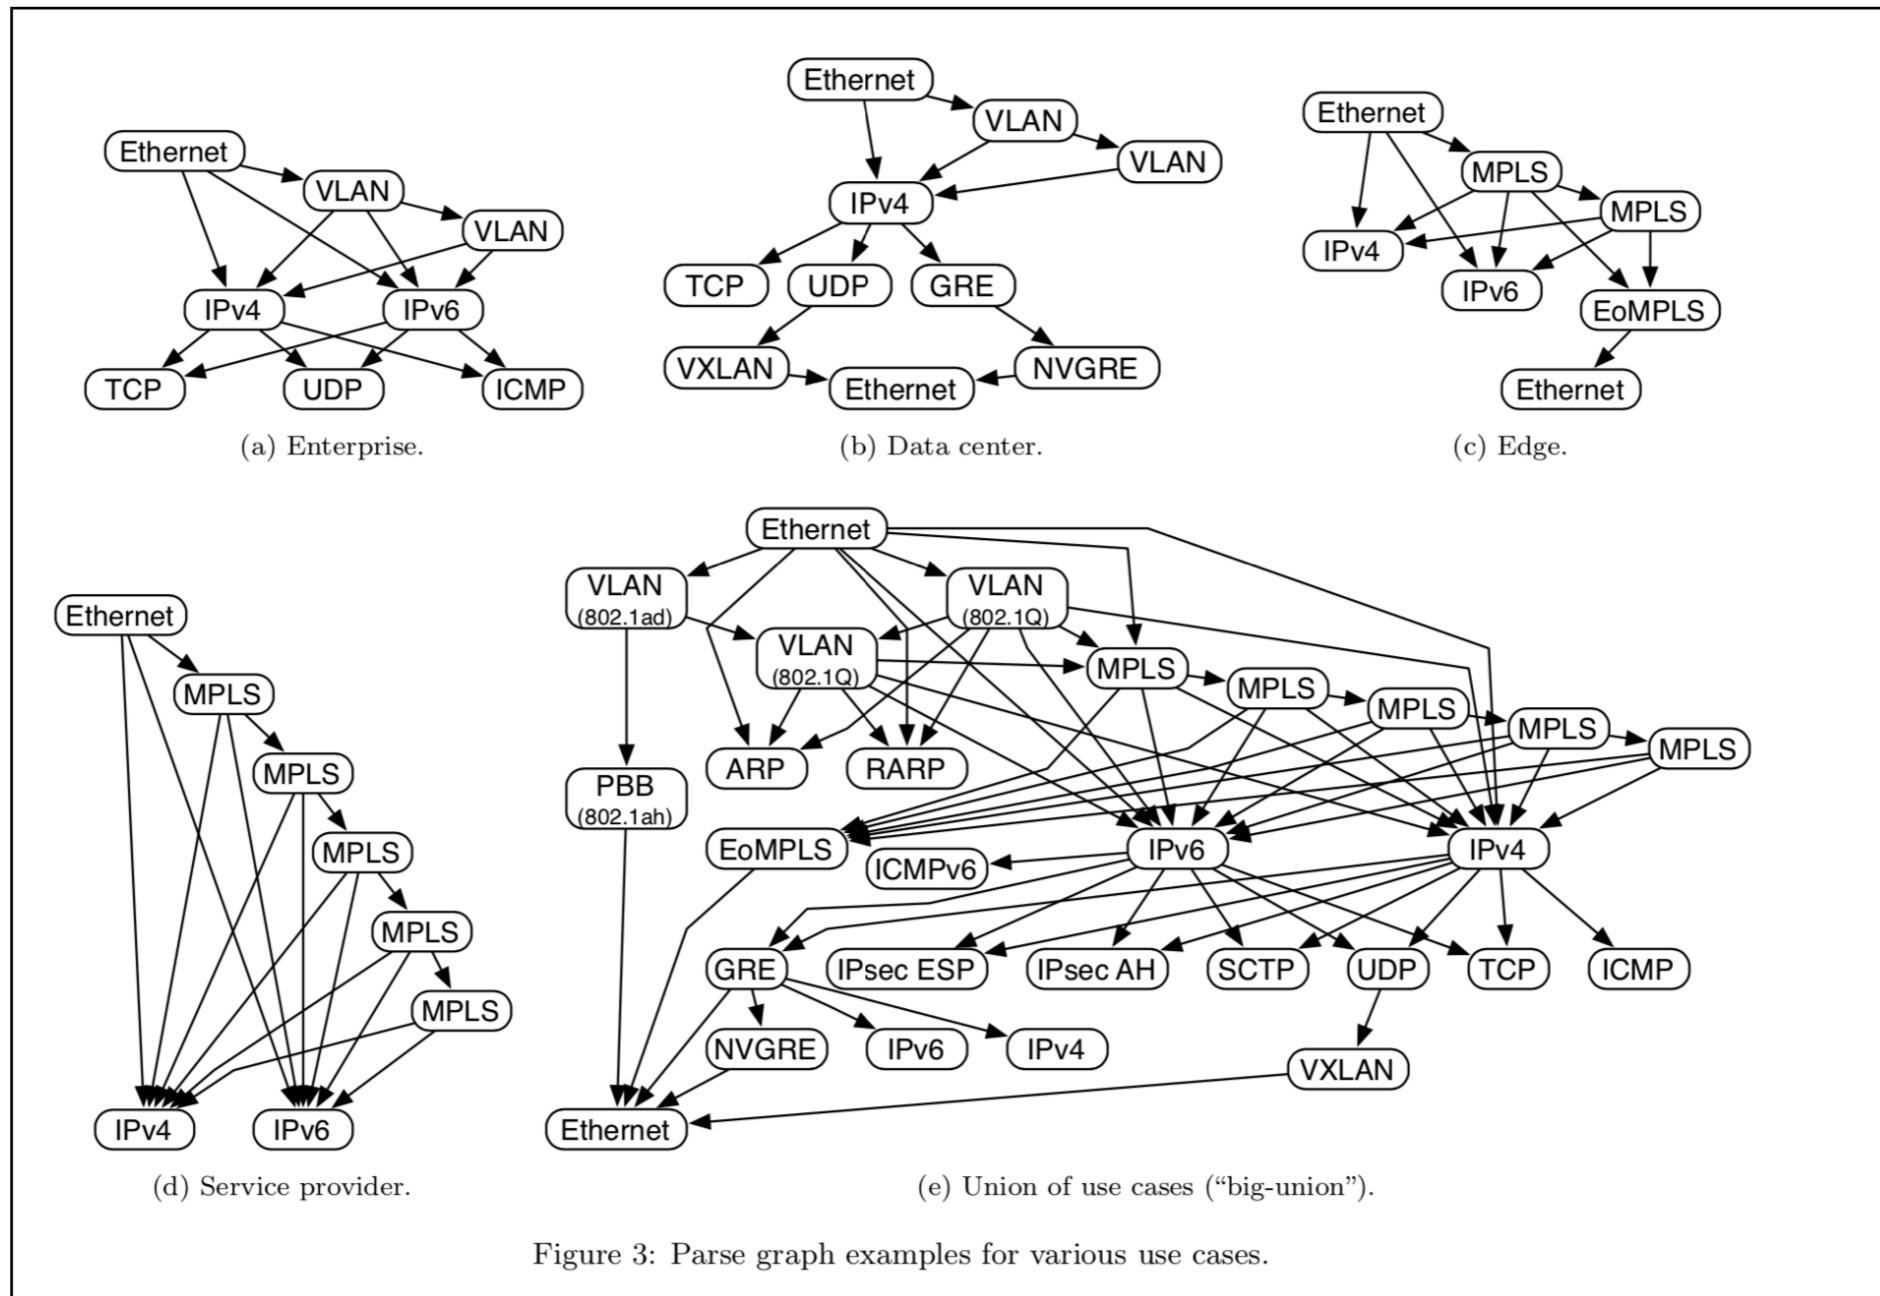 Ethernet
VLAN
VLAN
IPv4
IPv6
TCP
UDP
ICMP
(a) Enterprise.
Ethernet
VLAN
VLAN
IPv4
TCP
UDP
GRE
VXLAN
Ethernet
NVGRE
(b) Data center.
Ethernet
MPLS
MPLS
IPv4
IPv6
EoMPLS
Ethernet
(c) Edge.
Ethernet
MPLS
MPLS
MPLS
MPLS
MPLS
IPv4
IPv6
(d) Service provider.
Ethernet
VLAN
(802.1ad)
VLAN
(802.1Q)
VLAN
(802.1Q)
MPLS
MPLS
MPLS
MPLS
MPLS
ARP
RARP
PBB
(802.1ah)
EoMPLS
ICMPv6
IPv6
IPv4
GRE
IPsec ESP
IPsec AH
SCTP
UDP
TCP
ICMP
NVGRE
IPv6
IPv4
VXLAN
Ethernet
(e) Union of use cases (“big-union”).
Figure 3: Parse graph examples for various use cases.